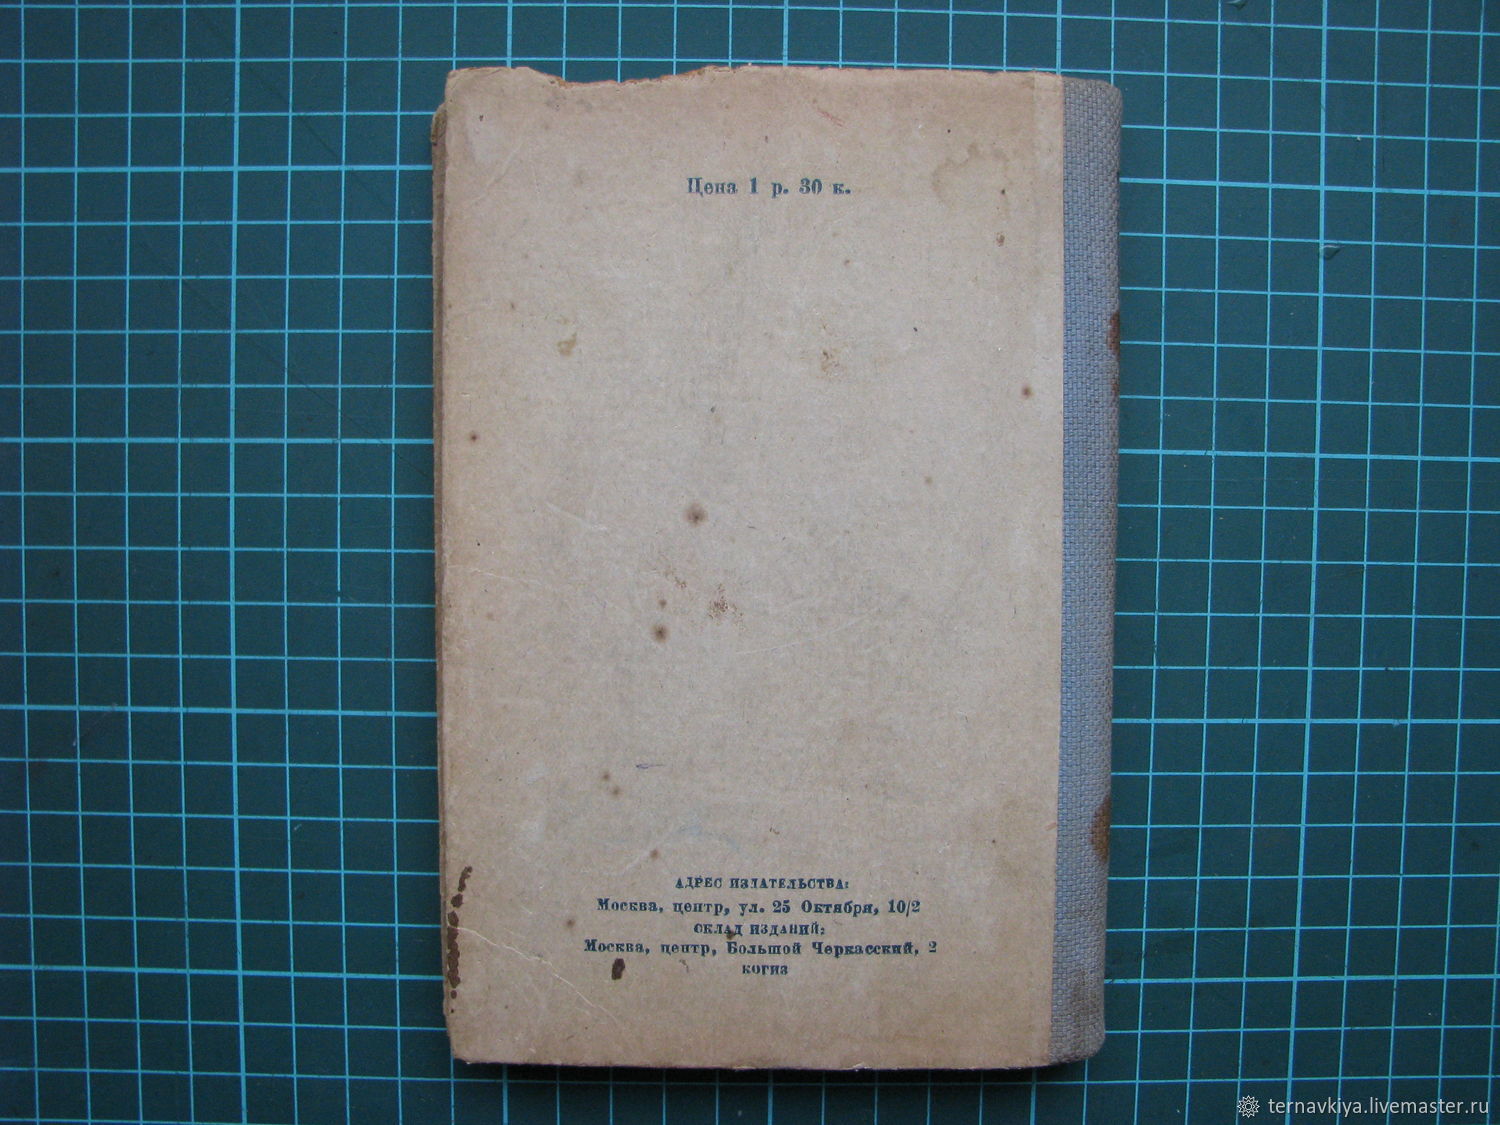 Цена 1 р. 30 к.
АДРЕС ИЗДАТЕЛЬСТВА:
Москва, центр, ул. 25 Октября, 10/2
СКЛАД ИЗДАНИЙ:
Москва, центр, Большой Черкасский, 2
КОГИЗ
ternavkiya.livemaster.ru